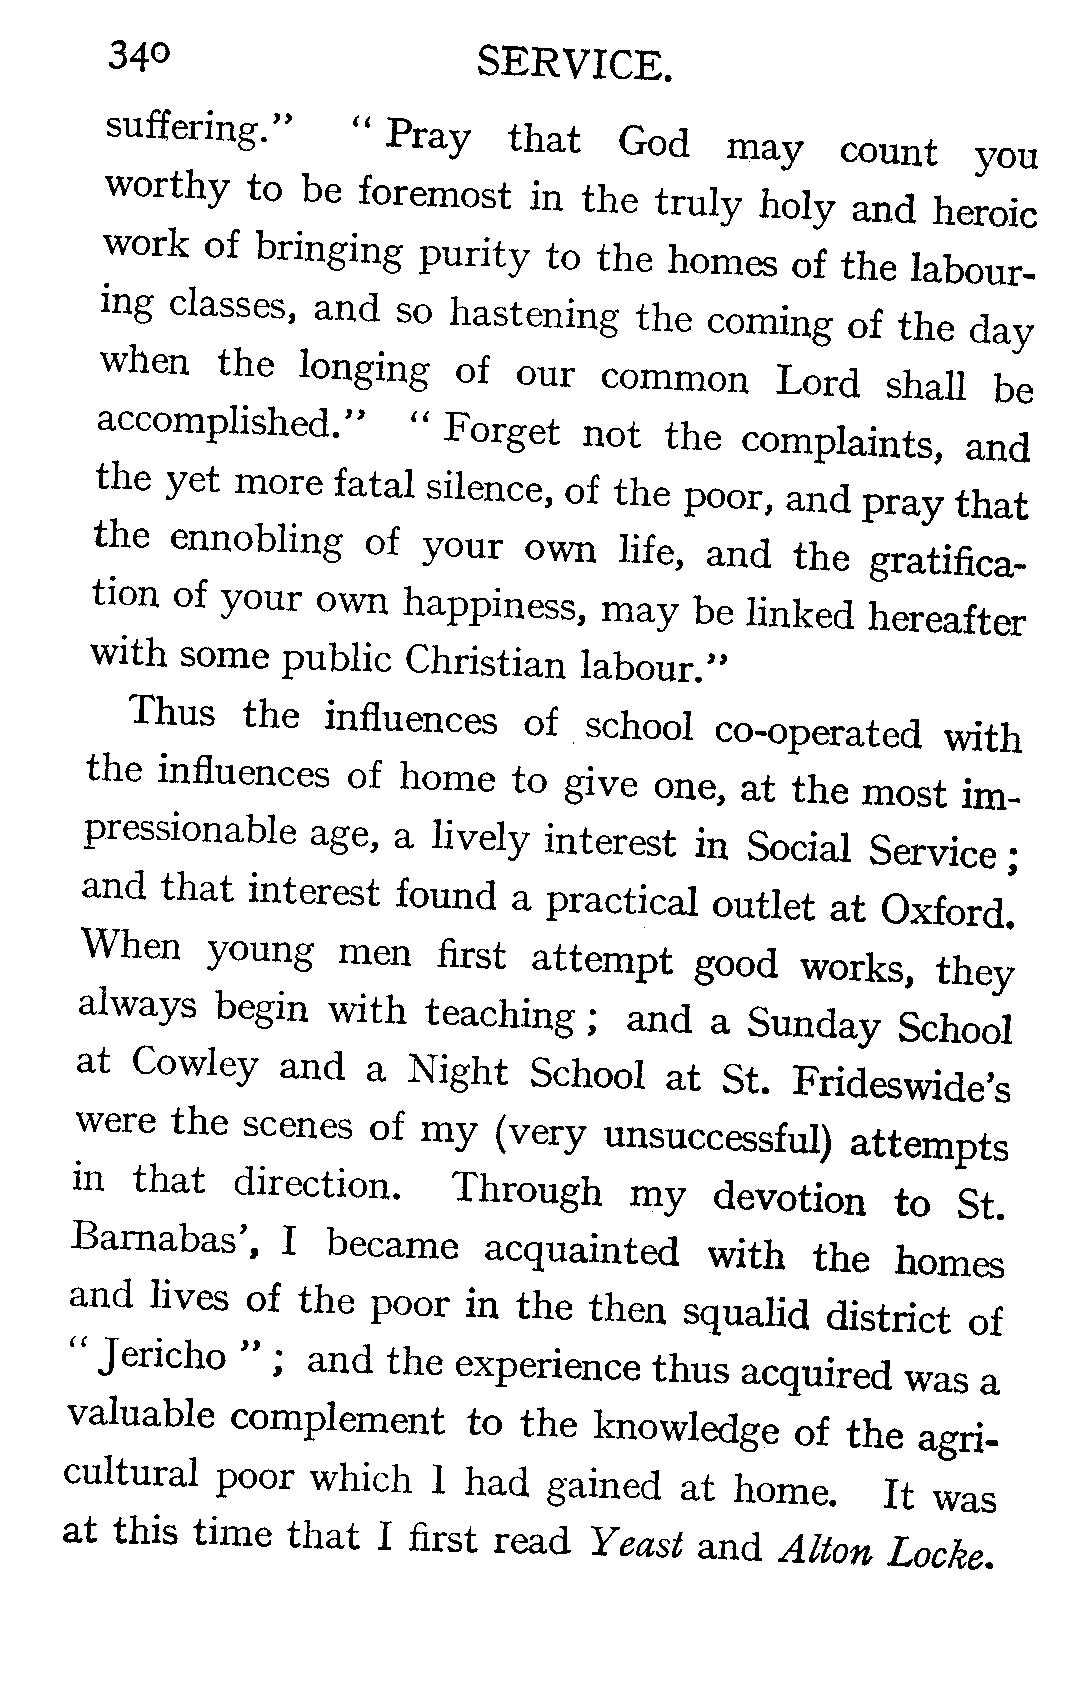 340 SERVICE.
suffering." " Pray that God may count you
worthy to be foremost in the truly holy and heroic
work of bringing purity to the homes of the labour-
ing classes, and so hastening the coming of the day
when the longing of our common Lord shall be
accomplished." " Forget not the complaints, and
the yet more fatal silence, of the poor, and pray that
the ennobling of your own life, and the gratifica-
tion of your own happiness, may be linked hereafter
with some public Christian labour."
Thus the influences of school co-operated with
the influences of home to give one, at the most im-
pressionable age, a lively interest in Social Service ;
and that interest found a practical outlet at Oxford.
When young men first attempt good works, they
always begin with teaching ; and a Sunday School
at Cowley and a Night School at St. Frideswide's
were the scenes of my (very unsuccessful) attempts
in that direction. Through my devotion to St.
Barnabas', I became acquainted with the homes
and lives of the poor in the then squalid district of
" Jericho " ; and the experience thus acquired was a
valuable complement to the knowledge of the agri-
cultural poor which I had gained at home. It was
at this time that I first read Yeast and Alton Locke.